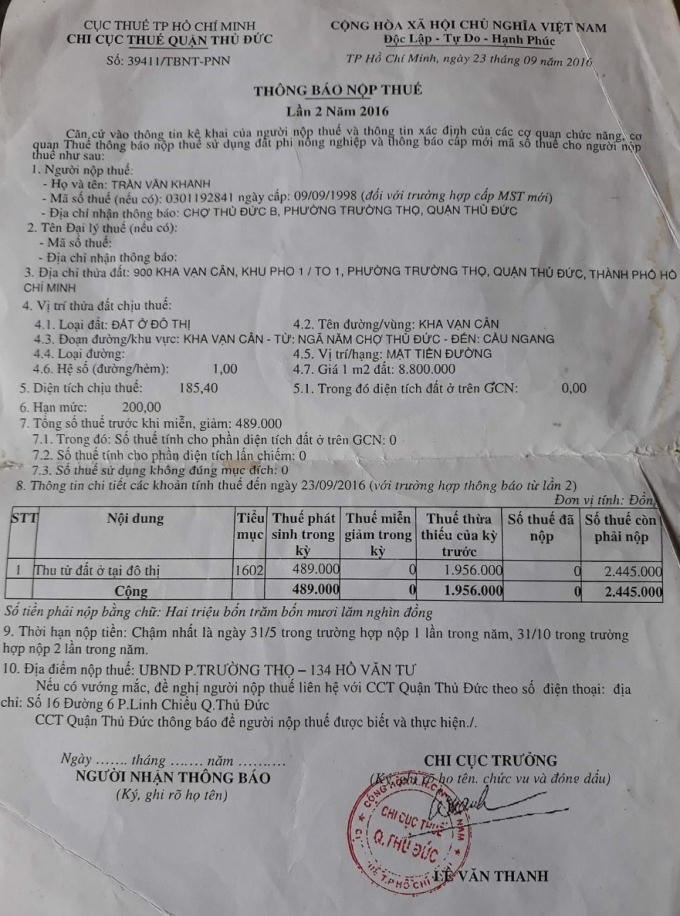 CỤC THUẾ TP HỒ CHÍ MINH
CHI CỤC THUẾ QUẬN THỦ ĐỨC
Số: 39411/TBNT-PNN
CỘNG HÒA XÃ HỘI CHỦ NGHĨA VIỆT NAM
Độc Lập - Tự Do - Hạnh Phúc
TP Hồ Chí Minh, ngày 23 tháng 09 năm 2016
THÔNG BÁO NỘP THUẾ
Lần 2 Năm 2016
Căn cứ vào thông tin kê khai của người nộp thuế và thông tin xác định của các cơ quan chức năng, cơ
quan Thuế thông báo nộp thuế sử dụng đất phi nông nghiệp và thông báo cấp mới mã số thuế cho người nộp
thuế như sau:
1. Người nộp thuế:
- Họ và tên: TRẦN VĂN KHANH
- Mã số thuế (nếu có): 0301192841 ngày cấp: 09/09/1998 (đối với trường hợp cấp MST mới)
- Địa chỉ nhận thông báo: CHỢ THỦ ĐỨC B, PHƯỜNG TRƯỜNG THỌ, QUẬN THỦ ĐỨC
2. Tên Đại lý thuế (nếu có):
- Mã số thuế:
- Địa chỉ nhận thông báo:
3. Địa chỉ thửa đất: 900 KHA VẠN CÂN, KHU PHO 1 / TO 1, PHƯỜNG TRƯỜNG THỌ, QUẬN THỦ ĐỨC, THÀNH PHỐ HỒ
CHÍ MINH
4. Vị trí thửa đất chịu thuế:
4.1. Loại đất: ĐẤT Ở ĐÔ THỊ 4.2. Tên đường/vùng: KHA VẠN CÂN
4.3. Đoạn đường/khu vực: KHA VẠN CÂN - TỪ: NGÃ NĂM CHỢ THỦ ĐỨC - ĐẾN: CẦU NGANG
4.4. Loại đường: 4.5. Vị trí/hạng: MẶT TIỀN ĐƯỜNG
4.6. Hệ số (đường/hẻm): 1,00 4.7. Giá 1 m2 đất: 8.800.000
5. Diện tích chịu thuế: 185,40 5.1. Trong đó diện tích đất ở trên GCN: 0,00
6. Hạn mức: 200,00
7. Tổng số thuế trước khi miễn, giảm: 489.000
7.1. Trong đó: Số thuế tính cho phần diện tích đất ở trên GCN: 0
7.2. Số thuế tính cho phần diện tích lấn chiếm: 0
7.3. Số thuế sử dụng không đúng mục đích: 0
8. Thông tin chi tiết các khoản tính thuế đến ngày 23/09/2016 (với trường hợp thông báo từ lần 2)
Đơn vị tính: Đồng
STT Nội dung Tiểu mục Thuế phát sinh trong kỳ Thuế miễn giảm trong kỳ Thuế thừa thiếu của kỳ trước Số thuế đã nộp Số thuế còn phải nộp
1 Thu từ đất ở tại đô thị 1602 489.000 0 1.956.000 0 2.445.000
Cộng 489.000 0 1.956.000 0 2.445.000
Số tiền phải nộp bằng chữ: Hai triệu bốn trăm bốn mươi lăm nghìn đồng
9. Thời hạn nộp tiền: Chậm nhất là ngày 31/5 trong trường hợp nộp 1 lần trong năm, 31/10 trong trường
hợp nộp 2 lần trong năm.
10. Địa điểm nộp thuế: UBND P.TRƯỜNG THỌ – 134 HỒ VĂN TƯ
Nếu có vướng mắc, đề nghị người nộp thuế liên hệ với CCT Quận Thủ Đức theo số điện thoại: địa
chỉ: Số 16 Đường 6 P.Linh Chiểu Q.Thủ Đức
CCT Quận Thủ Đức thông báo để người nộp thuế được biết và thực hiện./.
Ngày ....... tháng ....... năm ..........
NGƯỜI NHẬN THÔNG BÁO
(Ký, ghi rõ họ tên)
CHI CỤC TRƯỞNG
(Ký, ghi rõ họ tên, chức vụ và đóng dấu)
CHI CỤC THUẾ
Q. THỦ ĐỨC
LÊ VĂN THANH